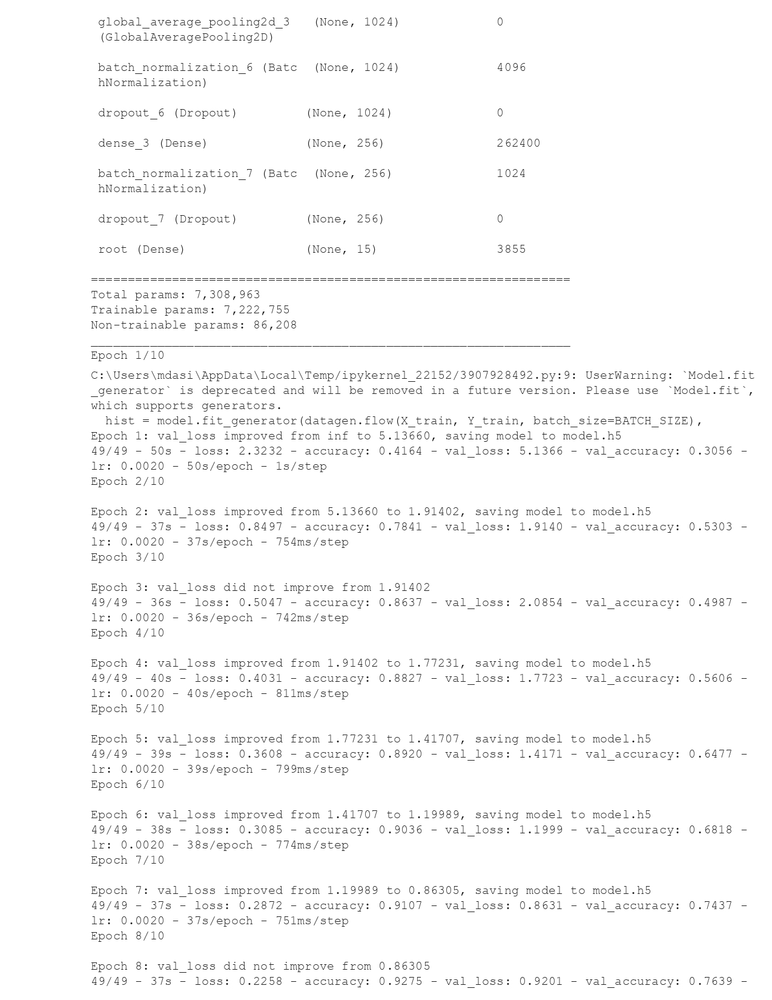 global_average_pooling2d_3   (None, 1024)             0
(GlobalAveragePooling2D)
batch_normalization_6 (Batc  (None, 1024)             4096
hNormalization)
dropout_6 (Dropout)         (None, 1024)              0
dense_3 (Dense)             (None, 256)               262400
batch_normalization_7 (Batc  (None, 256)              1024
hNormalization)
dropout_7 (Dropout)         (None, 256)               0
root (Dense)                (None, 15)                3855
=================================================================
Total params: 7,308,963
Trainable params: 7,222,755
Non-trainable params: 86,208
_________________________________________________________________
Epoch 1/10
C:\Users\mdasi\AppData\Local\Temp/ipykernel_22152/3907928492.py:9: UserWarning: `Model.fit
_generator` is deprecated and will be removed in a future version. Please use `Model.fit`,
which supports generators.
  hist = model.fit_generator(datagen.flow(X_train, Y_train, batch_size=BATCH_SIZE),
Epoch 1: val_loss improved from inf to 5.13660, saving model to model.h5
49/49 - 50s - loss: 2.3232 - accuracy: 0.4164 - val_loss: 5.1366 - val_accuracy: 0.3056 -
lr: 0.0020 - 50s/epoch - 1s/step
Epoch 2/10
Epoch 2: val_loss improved from 5.13660 to 1.91402, saving model to model.h5
49/49 - 37s - loss: 0.8497 - accuracy: 0.7841 - val_loss: 1.9140 - val_accuracy: 0.5303 -
lr: 0.0020 - 37s/epoch - 754ms/step
Epoch 3/10
Epoch 3: val_loss did not improve from 1.91402
49/49 - 36s - loss: 0.5047 - accuracy: 0.8637 - val_loss: 2.0854 - val_accuracy: 0.4987 -
lr: 0.0020 - 36s/epoch - 742ms/step
Epoch 4/10
Epoch 4: val_loss improved from 1.91402 to 1.77231, saving model to model.h5
49/49 - 40s - loss: 0.4031 - accuracy: 0.8827 - val_loss: 1.7723 - val_accuracy: 0.5606 -
lr: 0.0020 - 40s/epoch - 811ms/step
Epoch 5/10
Epoch 5: val_loss improved from 1.77231 to 1.41707, saving model to model.h5
49/49 - 39s - loss: 0.3608 - accuracy: 0.8920 - val_loss: 1.4171 - val_accuracy: 0.6477 -
lr: 0.0020 - 39s/epoch - 799ms/step
Epoch 6/10
Epoch 6: val_loss improved from 1.41707 to 1.19989, saving model to model.h5
49/49 - 38s - loss: 0.3085 - accuracy: 0.9036 - val_loss: 1.1999 - val_accuracy: 0.6818 -
lr: 0.0020 - 38s/epoch - 774ms/step
Epoch 7/10
Epoch 7: val_loss improved from 1.19989 to 0.86305, saving model to model.h5
49/49 - 37s - loss: 0.2872 - accuracy: 0.9107 - val_loss: 0.8631 - val_accuracy: 0.7437 -
lr: 0.0020 - 37s/epoch - 751ms/step
Epoch 8/10
Epoch 8: val_loss did not improve from 0.86305
49/49 - 37s - loss: 0.2258 - accuracy: 0.9275 - val_loss: 0.9201 - val_accuracy: 0.7639 -